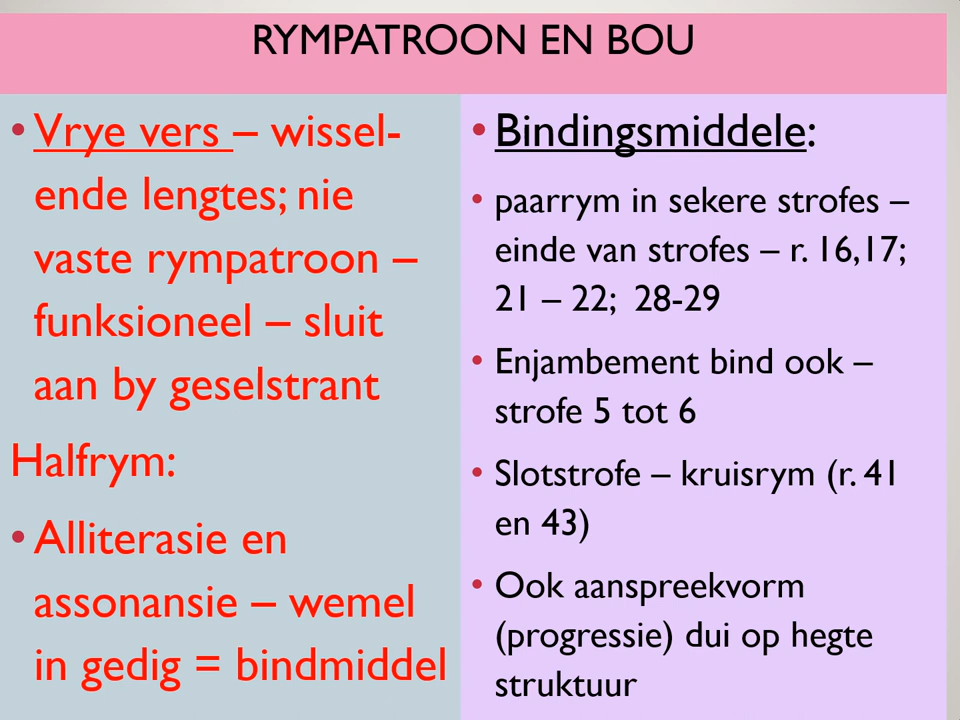 RYMPATROON EN BOU
• Vrye vers – wissel-
ende lengtes; nie
vaste rympatroon –
funksioneel – sluit
aan by geselstrant
Halfrym:
• Alliterasie en
assonansie – wemel
in gedig = bindmiddel
• Bindingsmiddele:
• paarrym in sekere strofes –
einde van strofes – r. 16,17;
21 – 22; 28-29
• Enjambement bind ook –
strofe 5 tot 6
• Slotstrofe – kruisrym (r. 41
en 43)
• Ook aanspreekvorm
(progressie) dui op hegte
struktuur